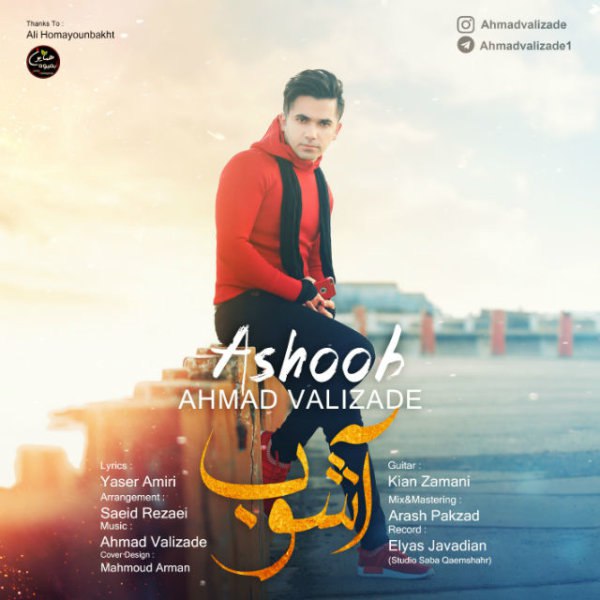 Thanks To :
Ali Homayounbakht
Ahmadvalizade
Ahmadvalizade1
Ashoob
AHMAD VALIZADE
آشوب
Lyrics :
Yaser Amiri
Arrangement :
Saeid Rezaei
Music :
Ahmad Valizade
Cover·Design :
Mahmoud Arman
Guitar :
Kian Zamani
Mix&Mastering :
Arash Pakzad
Record :
Elyas Javadian
(Studio Saba Qaemshahr)